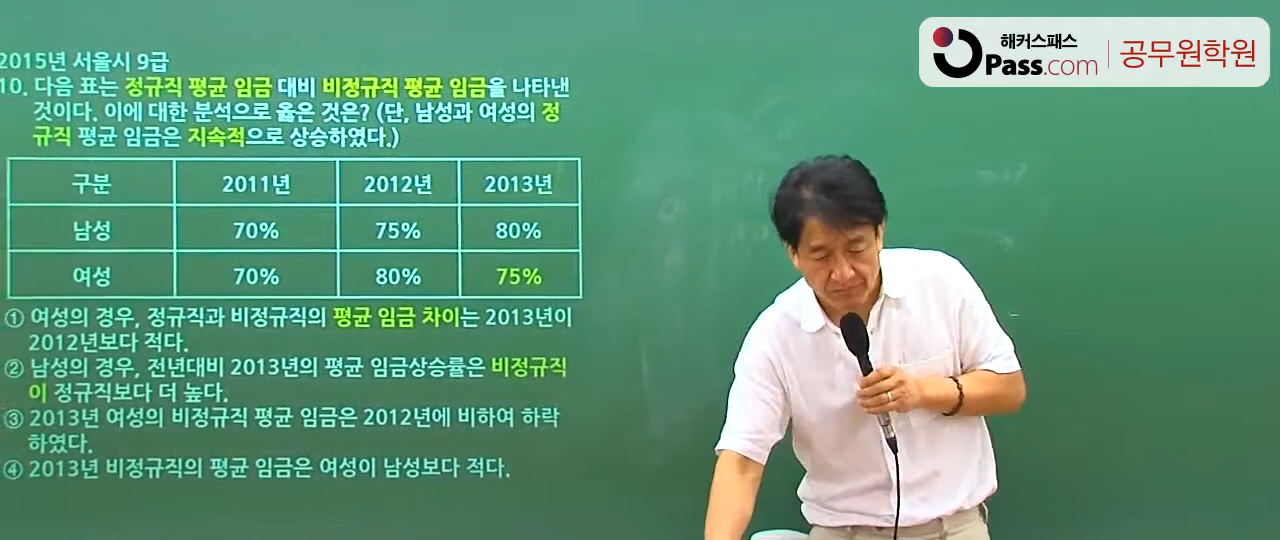 해커스패스
Pass.com
공무원학원
2015년 서울시 9급
10. 다음 표는 정규직 평균 임금 대비 비정규직 평균 임금을 나타낸
것이다. 이에 대한 분석으로 옳은 것은? (단, 남성과 여성의 정
규직 평균 임금은 지속적으로 상승하였다.)
구분 2011년 2012년 2013년
남성 70% 75% 80%
여성 70% 80% 75%
① 여성의 경우, 정규직과 비정규직의 평균 임금 차이는 2013년이
2012년보다 적다.
② 남성의 경우, 전년대비 2013년의 평균 임금상승률은 비정규직
이 정규직보다 더 높다.
③ 2013년 여성의 비정규직 평균 임금은 2012년에 비하여 하락
하였다.
④ 2013년 비정규직의 평균 임금은 여성이 남성보다 적다.